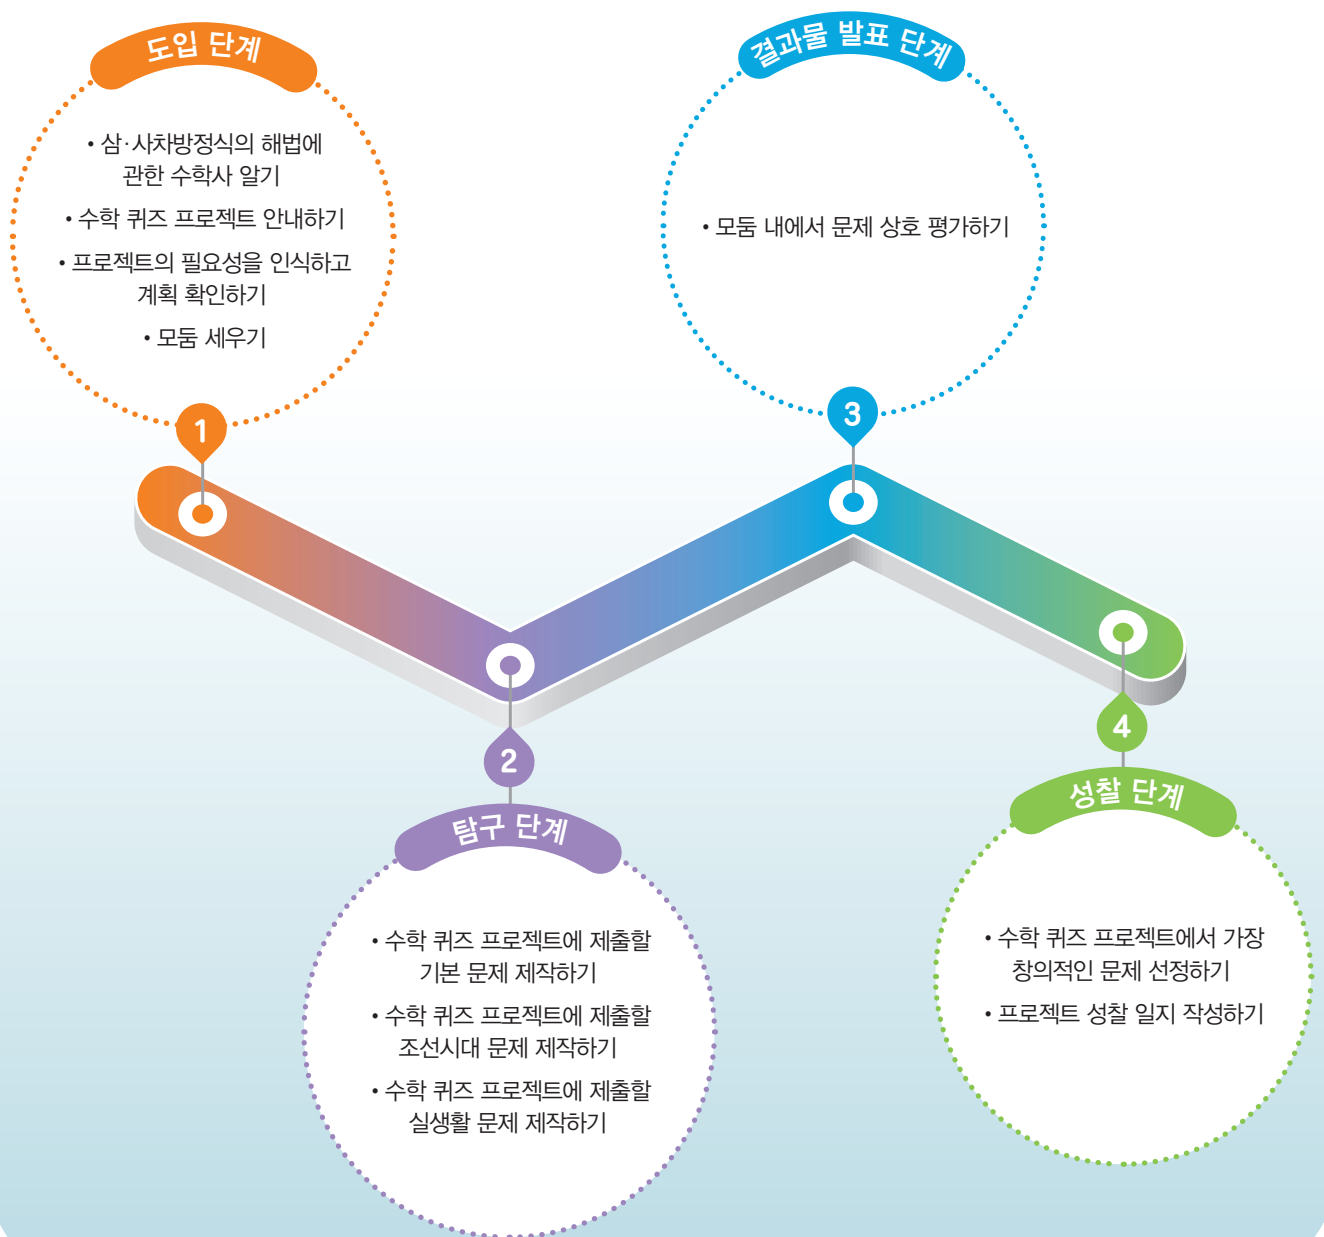 도입 단계
• 삼·사차방정식의 해법에
관한 수학사 알기
• 수학 퀴즈 프로젝트 안내하기
• 프로젝트의 필요성을 인식하고
계획 확인하기
• 모둠 세우기
1
탐구 단계
• 수학 퀴즈 프로젝트에 제출할
기본 문제 제작하기
• 수학 퀴즈 프로젝트에 제출할
조선시대 문제 제작하기
• 수학 퀴즈 프로젝트에 제출할
실생활 문제 제작하기
2
결과물 발표 단계
• 모둠 내에서 문제 상호 평가하기
3
성찰 단계
• 수학 퀴즈 프로젝트에서 가장
창의적인 문제 선정하기
• 프로젝트 성찰 일지 작성하기
4